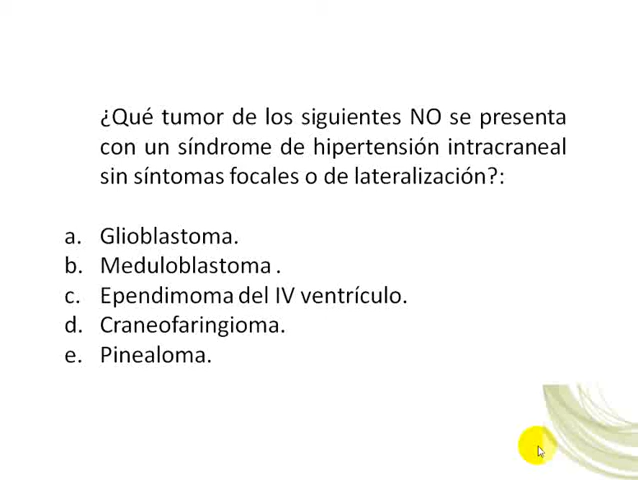 ¿Qué tumor de los siguientes NO se presenta
con un síndrome de hipertensión intracraneal
sin síntomas focales o de lateralización?:
a. Glioblastoma.
b. Meduloblastoma .
c. Ependimoma del IV ventrículo.
d. Craneofaringioma.
e. Pinealoma.